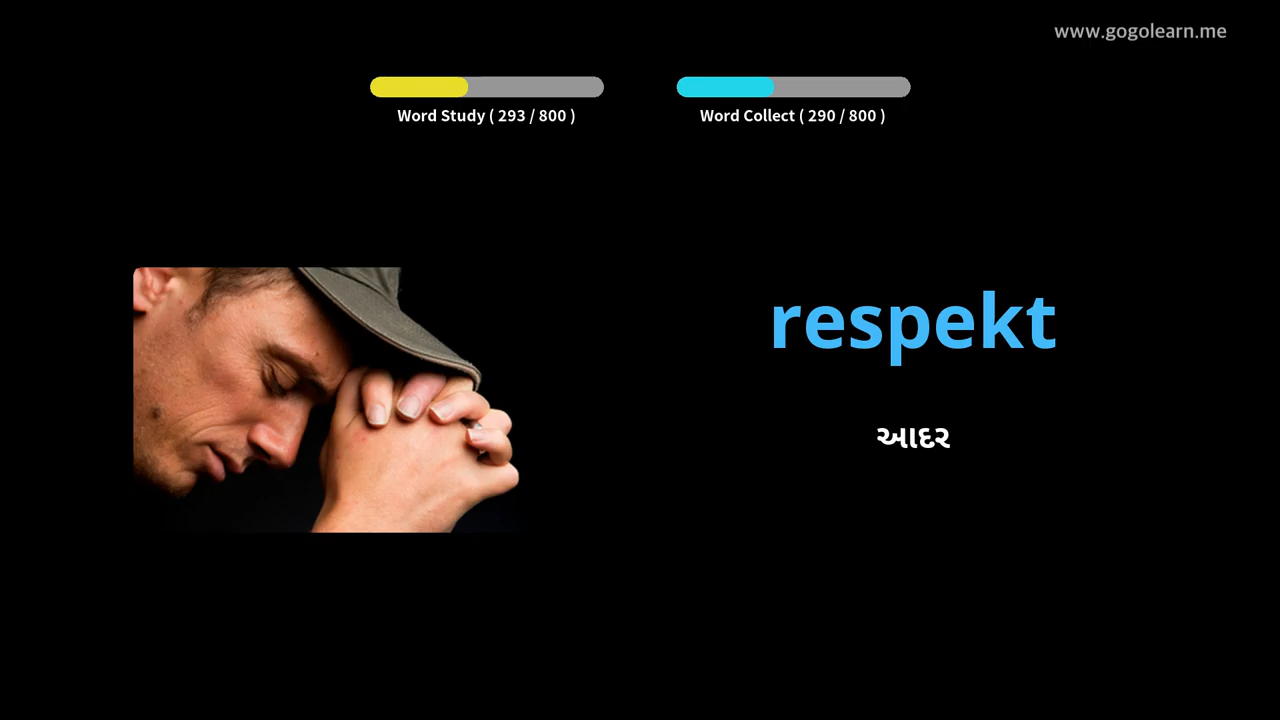 www.gogolearn.me
Word Study ( 293 / 800 )
Word Collect ( 290 / 800 )
respekt
આદર